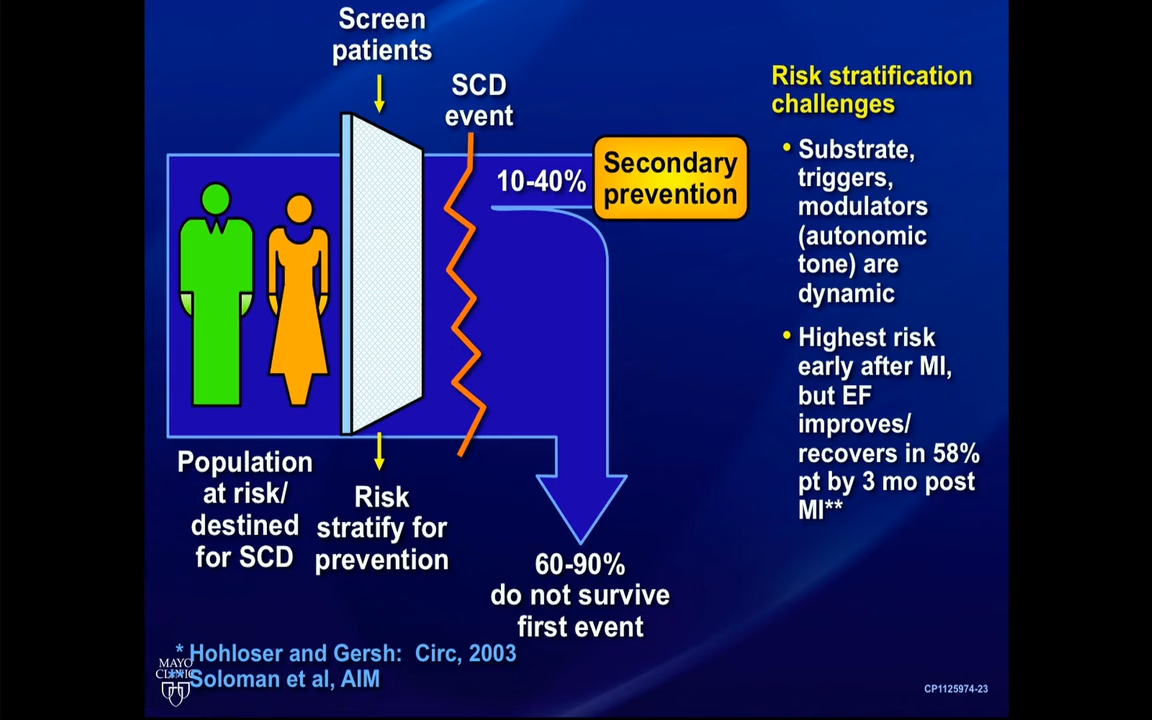 Screen
patients
SCD
event
10-40%
Secondary
prevention
Population
at risk/
destined
for SCD
Risk
stratify for
prevention
60-90%
do not survive
first event
Risk stratification
challenges
• Substrate,
triggers,
modulators
(autonomic
tone) are
dynamic
• Highest risk
early after MI,
but EF
improves/
recovers in 58%
pt by 3 mo post
MI**
* Hohloser and Gersh: Circ, 2003
** Soloman et al, AIM
MAYO
CLINIC
CP1125974-23